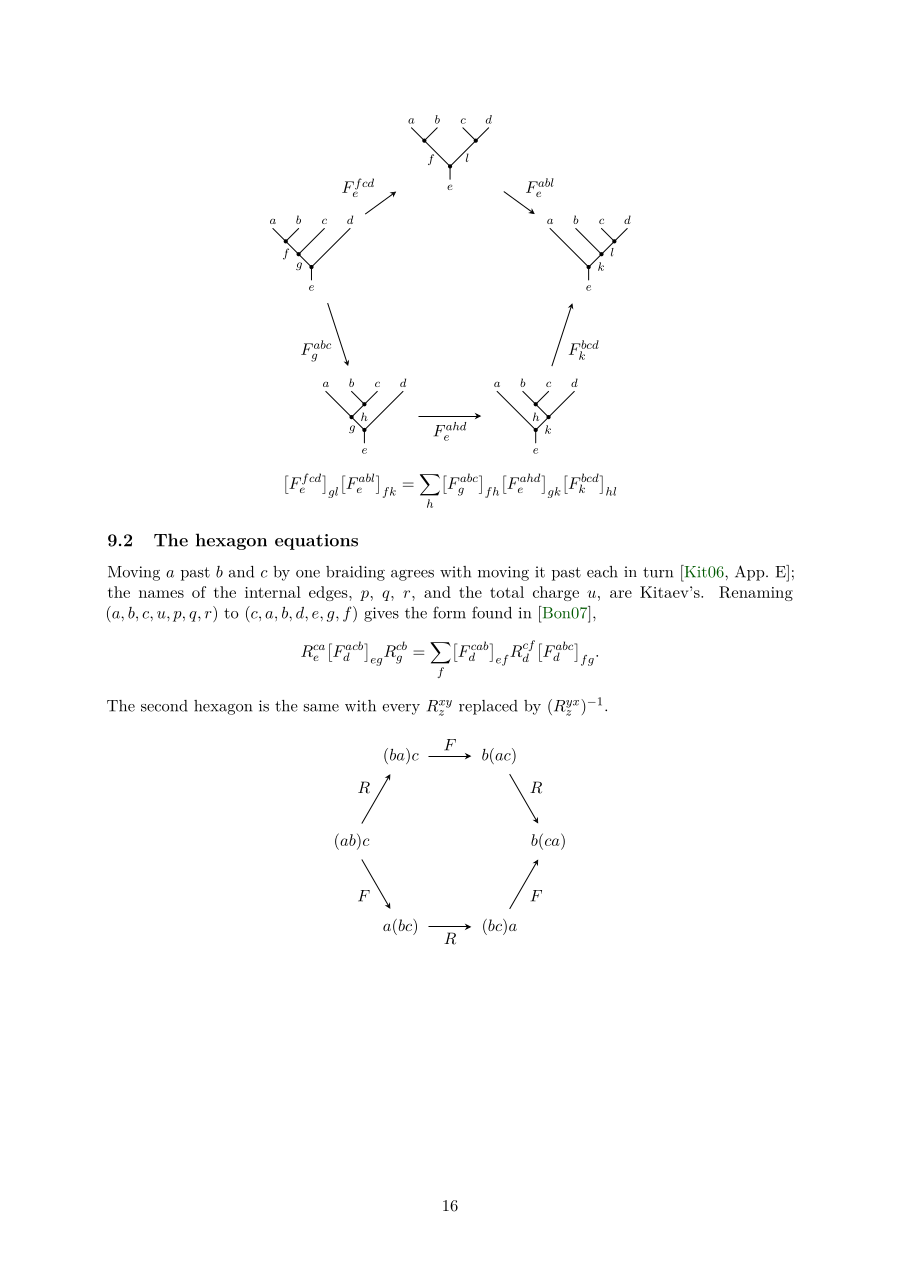 a b c d
f l
e
F_e^{fcd} F_e^{abl}
a b c d a b c d
f l
g k
e e
F_g^{abc} F_k^{bcd}
a b c d a b c d
h h
g k
F_e^{ahd}
e e
[F_e^{fcd}]_{gl}[F_e^{abl}]_{fk} = ∑_h [F_g^{abc}]_{fh}[F_e^{ahd}]_{gk}[F_k^{bcd}]_{hl}
9.2 The hexagon equations
Moving a past b and c by one braiding agrees with moving it past each in turn [Kit06, App. E];
the names of the internal edges, p, q, r, and the total charge u, are Kitaev's. Renaming
(a, b, c, u, p, q, r) to (c, a, b, d, e, g, f) gives the form found in [Bon07],
R_e^{ca}[F_d^{acb}]_{eg}R_g^{cb} = ∑_f [F_d^{cab}]_{ef}R_d^{cf}[F_d^{abc}]_{fg}.
The second hexagon is the same with every R_z^{xy} replaced by (R_z^{yx})^{-1}.
F
(ba)c b(ac)
R R
(ab)c b(ca)
F F
a(bc) (bc)a
R
16